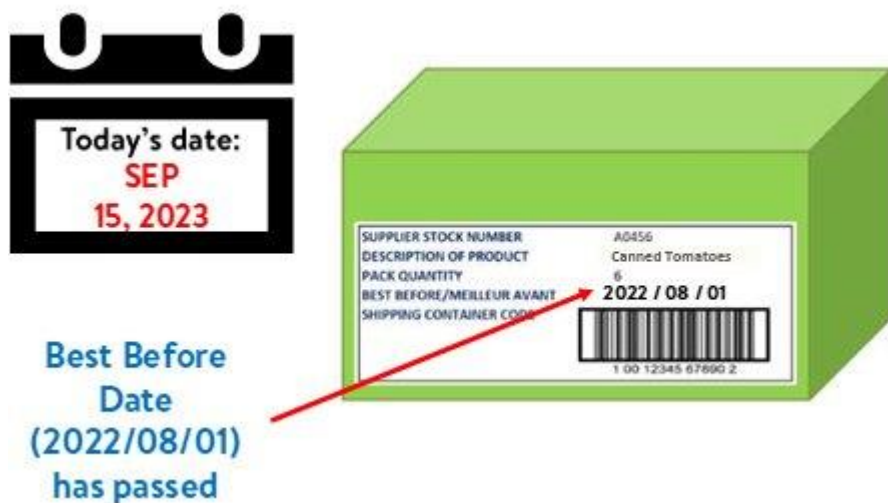 Today's date:
SEP
15, 2023
SUPPLIER STOCK NUMBER A0456
DESCRIPTION OF PRODUCT Canned Tomatoes
PACK QUANTITY 6
BEST BEFORE/MEILLEUR AVANT 2022 / 08 / 01
SHIPPING CONTAINER CODE
1 00 12345 67890 2
Best Before
Date
(2022/08/01)
has passed